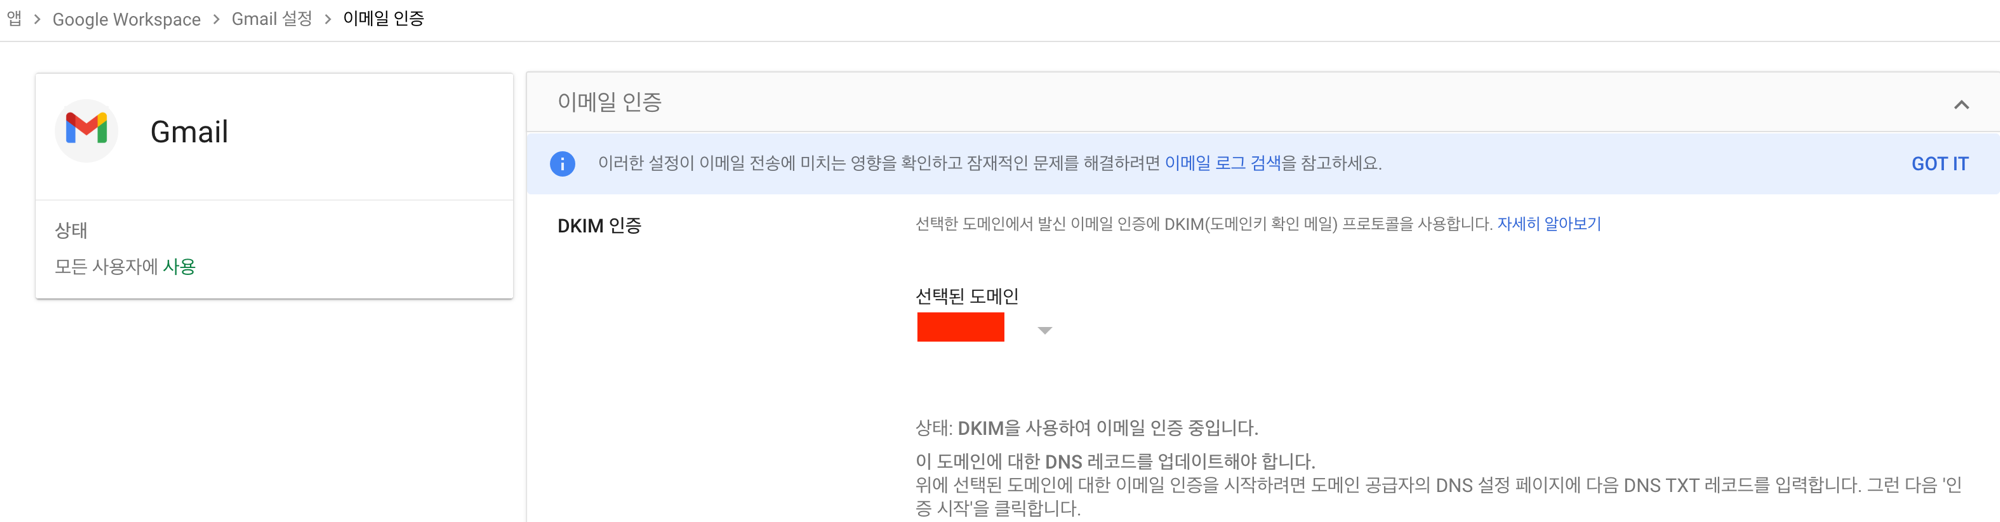 앱 > Google Workspace > Gmail 설정 > 이메일 인증
Gmail
상태
모든 사용자에 사용
이메일 인증
이러한 설정이 이메일 전송에 미치는 영향을 확인하고 잠재적인 문제를 해결하려면 이메일 로그 검색을 참고하세요.
GOT IT
DKIM 인증
선택한 도메인에서 발신 이메일 인증에 DKIM(도메인키 확인 메일) 프로토콜을 사용합니다. 자세히 알아보기
선택된 도메인
상태: DKIM을 사용하여 이메일 인증 중입니다.
이 도메인에 대한 DNS 레코드를 업데이트해야 합니다.
위에 선택된 도메인에 대한 이메일 인증을 시작하려면 도메인 공급자의 DNS 설정 페이지에 다음 DNS TXT 레코드를 입력합니다. 그런 다음 '인
증 시작'을 클릭합니다.